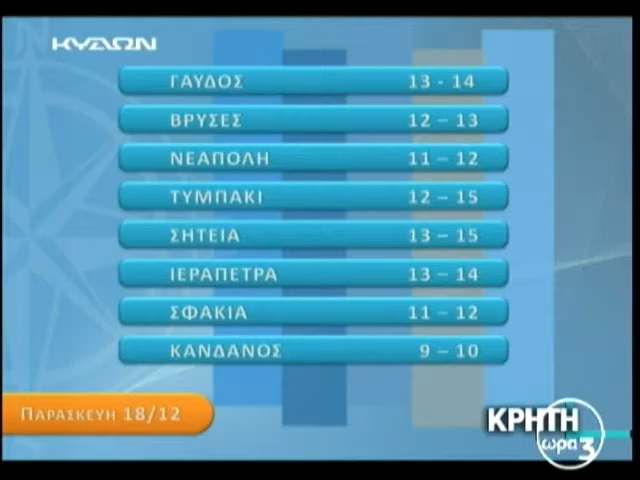 ΚΥΔΩΝ
ΓΑΥΔΟΣ 13 - 14
ΒΡΥΣΕΣ 12 – 13
ΝΕΑΠΟΛΗ 11 – 12
ΤΥΜΠΑΚΙ 12 – 15
ΣΗΤΕΙΑ 13 – 15
ΙΕΡΑΠΕΤΡΑ 13 – 14
ΣΦΑΚΙΑ 11 – 12
ΚΑΝΔΑΝΟΣ 9 – 10
ΠΑΡΑΣΚΕΥΗ 18/12
ΚΡΗΤΗ
ωρα 3